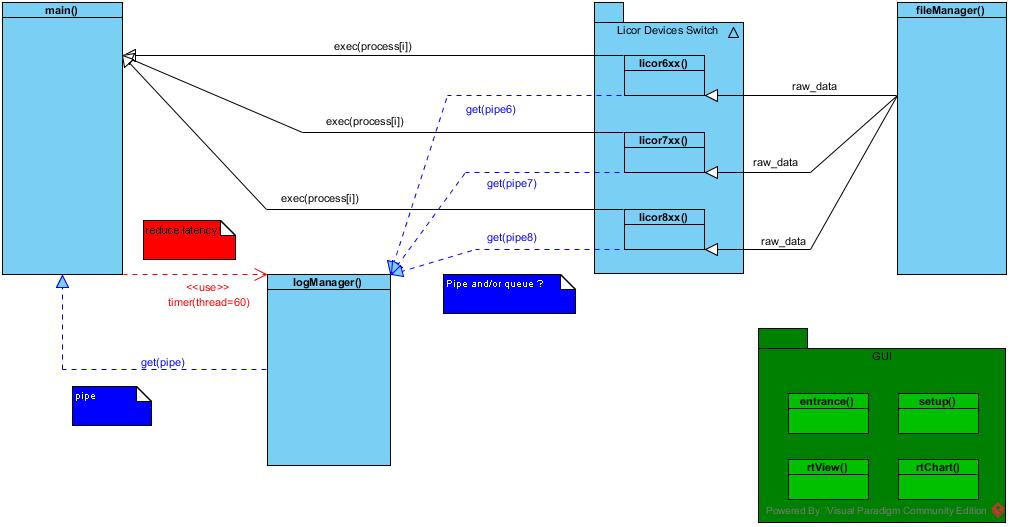 main()
fileManager()
Licor Devices Switch
exec(process[i])
licor6xx()
raw_data
get(pipe6)
exec(process[i])
licor7xx()
raw_data
get(pipe7)
exec(process[i])
licor8xx()
raw_data
get(pipe8)
reduce latency
<<use>>
timer(thread=60)
logManager()
Pipe and/or queue ?
get(pipe)
pipe
GUI
entrance()
setup()
rtView()
rtChart()
Powered By Visual Paradigm Community Edition